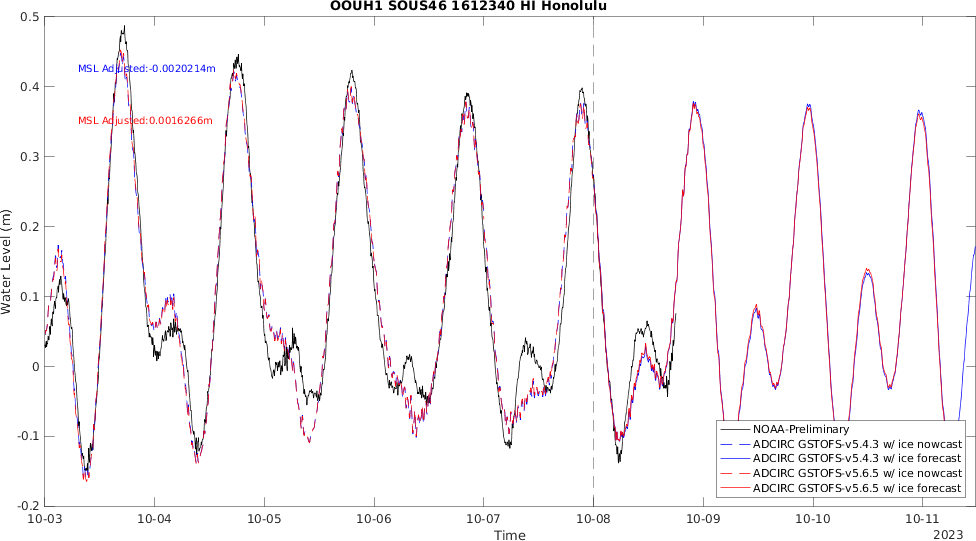 OOUH1 SOUS46 1612340 HI Honolulu
0.5
MSL Adjusted:-0.0020214m
0.4
MSL Adjusted:0.0016266m
0.3
0.2
Water Level (m)
0.1
0
-0.1
-0.2
NOAA-Preliminary
ADCIRC GSTOFS-v5.4.3 w/ ice nowcast
ADCIRC GSTOFS-v5.4.3 w/ ice forecast
ADCIRC GSTOFS-v5.6.5 w/ ice nowcast
ADCIRC GSTOFS-v5.6.5 w/ ice forecast
10-03 10-04 10-05 10-06 10-07 10-08 10-09 10-10 10-11
Time
2023